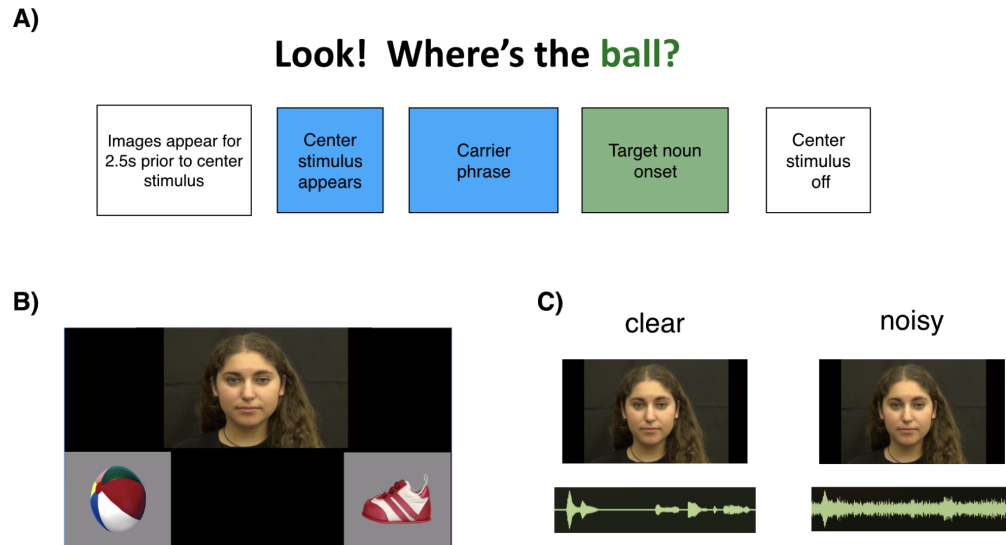 A)
Look! Where's the ball?
Images appear for
2.5s prior to center
stimulus
Center
stimulus
appears
Carrier
phrase
Target noun
onset
Center
stimulus
off
B)
C)
clear
noisy